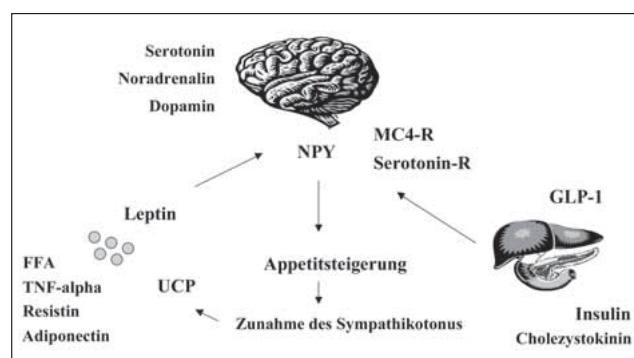 Serotonin
Noradrenalin
Dopamin
MC4-R
NPY
Serotonin-R
GLP-1
Leptin
FFA
TNF-alpha
UCP
Resistin
Adiponectin
Appetitsteigerung
Zunahme des Sympathikotonus
Insulin
Cholezystokinin